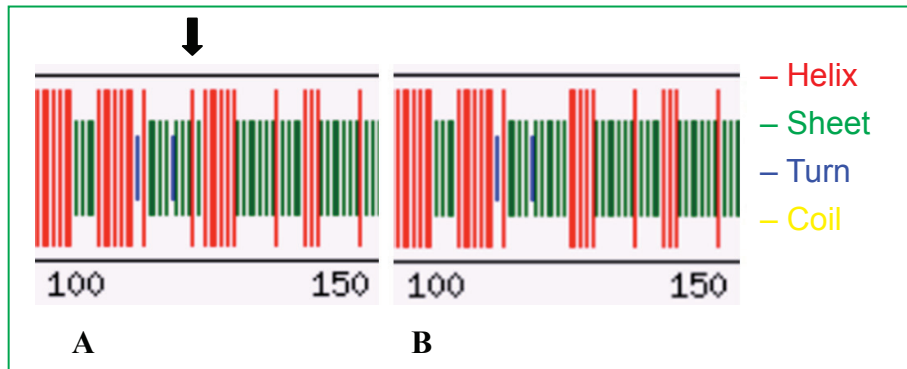 – Helix
– Sheet
– Turn
– Coil
100 150 100 150
A B